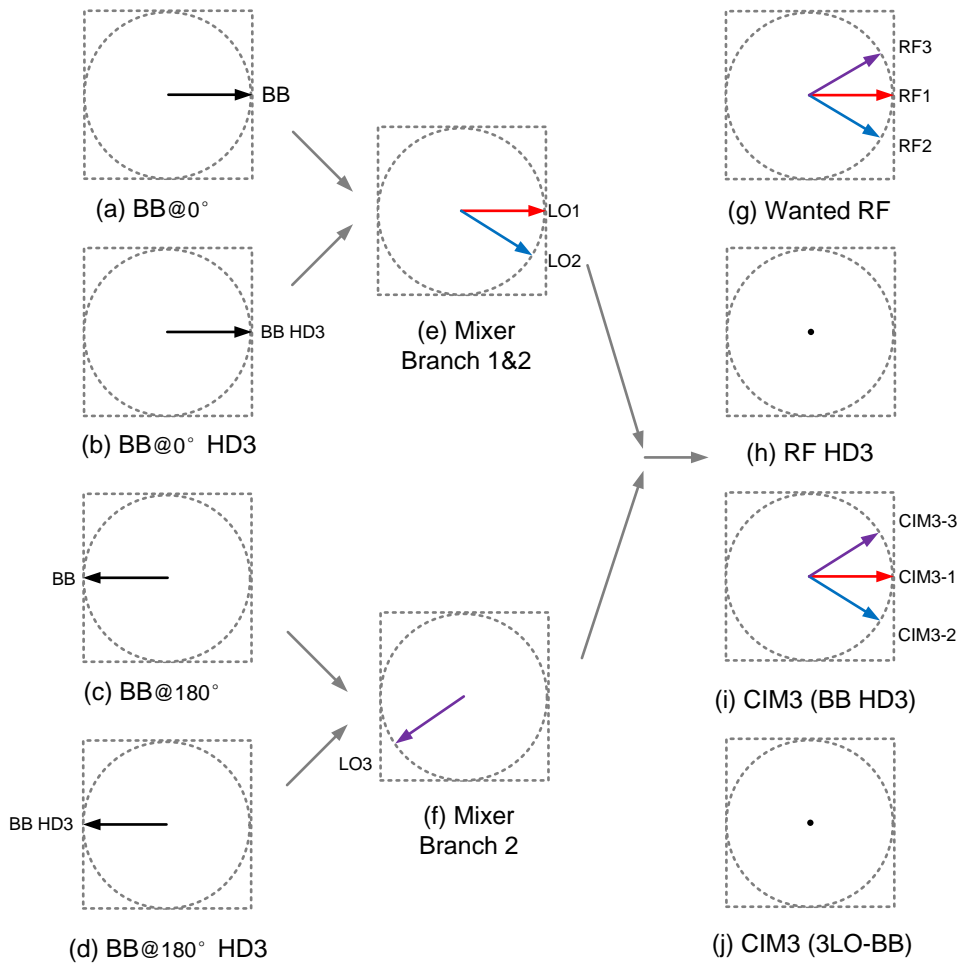 BB
(a) BB@0°
BB HD3
(b) BB@0° HD3
BB
(c) BB@180°
BB HD3
(d) BB@180° HD3
LO1
LO2
(e) Mixer
Branch 1&2
LO3
(f) Mixer
Branch 2
RF3
RF1
RF2
(g) Wanted RF
(h) RF HD3
CIM3-3
CIM3-1
CIM3-2
(i) CIM3 (BB HD3)
(j) CIM3 (3LO-BB)